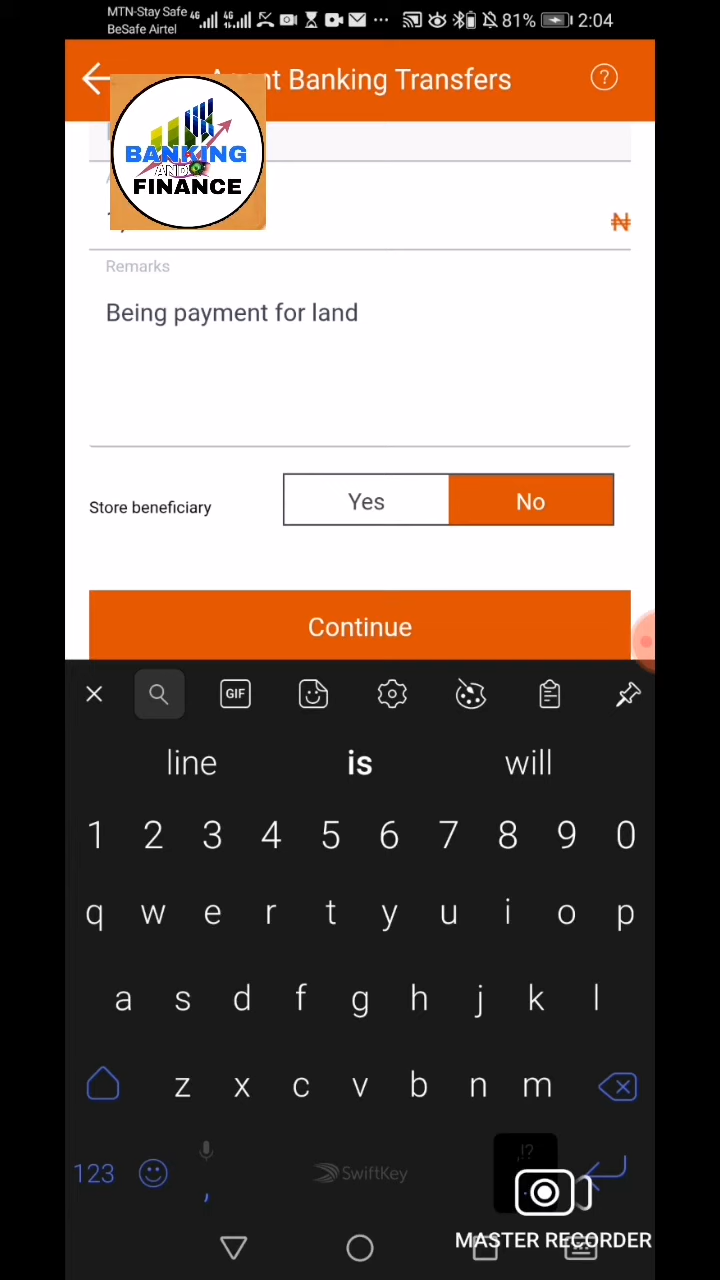 MTN-Stay Safe
BeSafe Airtel
4G 4G 81% 2:04
Banking Transfers
?
BANKING
AND
FINANCE
₦
Remarks
Being payment for land
Store beneficiary
Yes No
Continue
GIF
line is will
1 2 3 4 5 6 7 8 9 0
q w e r t y u i o p
a s d f g h j k l
z x c v b n m
123 , SwiftKey ,!? .
MASTER RECORDER